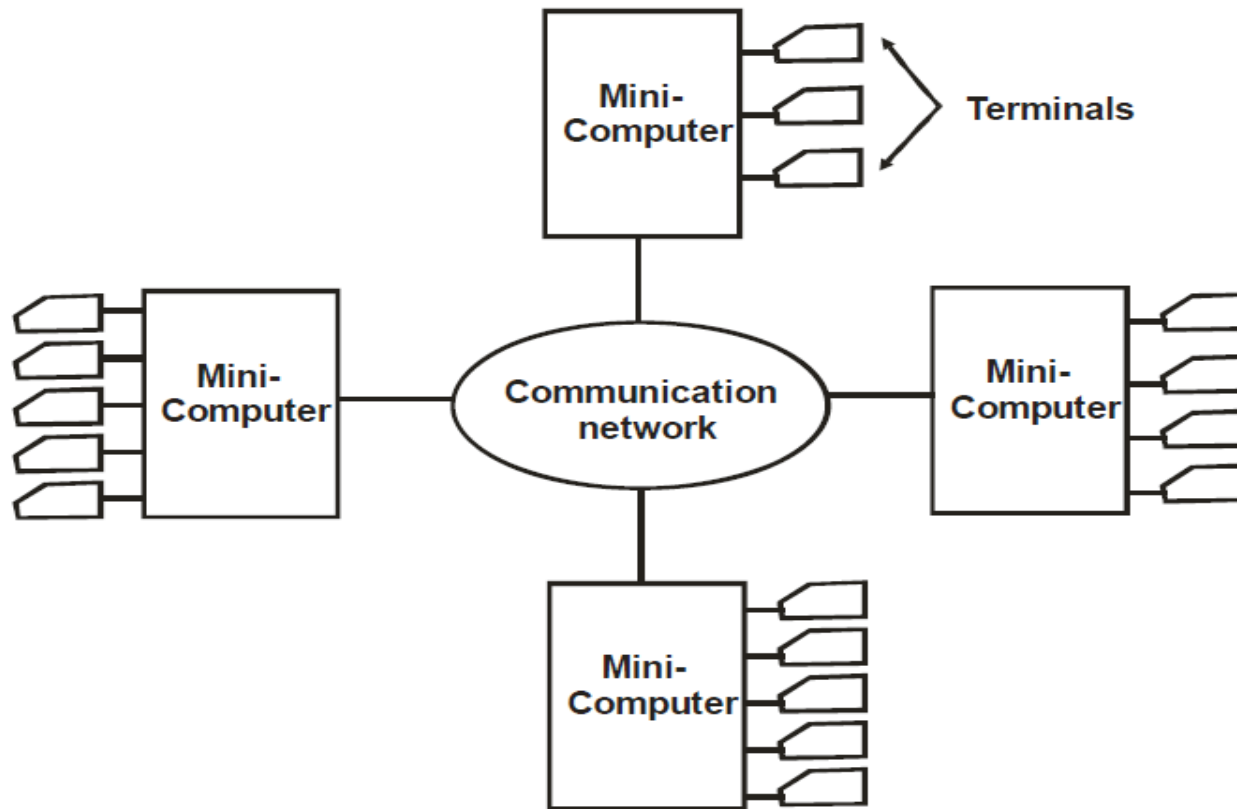 Mini-
Computer
Terminals
Mini-
Computer
Communication
network
Mini-
Computer
Mini-
Computer